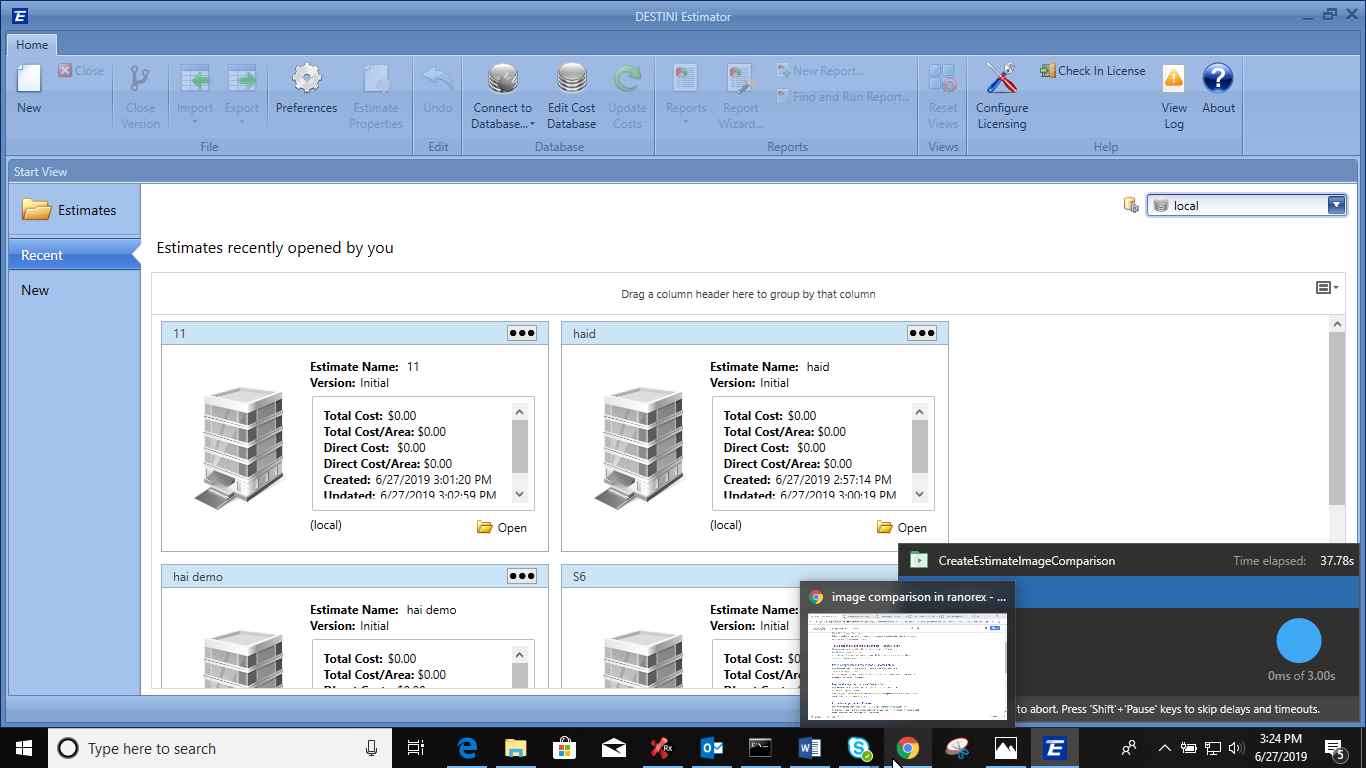 DESTINI Estimator
Home
New
Close
Close Version
Import
Export
Preferences
Estimate Properties
File
Undo
Edit
Connect to Database...
Edit Cost Database
Update Costs
Database
Reports
Report Wizard...
New Report...
Find and Run Report...
Reports
Reset Views
Views
Configure Licensing
Check In License
View Log
About
Help
Start View
Estimates
Recent
New
local
Estimates recently opened by you
Drag a column header here to group by that column
11
Estimate Name: 11
Version: Initial
Total Cost: $0.00
Total Cost/Area: $0.00
Direct Cost: $0.00
Direct Cost/Area: $0.00
Created: 6/27/2019 3:01:20 PM
Updated: 6/27/2019 3:02:59 PM
(local)
Open
haid
Estimate Name: haid
Version: Initial
Total Cost: $0.00
Total Cost/Area: $0.00
Direct Cost: $0.00
Direct Cost/Area: $0.00
Created: 6/27/2019 2:57:14 PM
Updated: 6/27/2019 3:00:19 PM
(local)
Open
hai demo
Estimate Name: hai demo
Version: Initial
Total Cost: $0.00
Total Cost/Area: $0.00
Direct Cost: $0.00
S6
Estimate Name:
Version: Initial
Total Cost: $0
Total Cost/A
CreateEstimateImageComparison
Time elapsed: 37.78s
0ms of 3.00s
to abort. Press 'Shift'+'Pause' keys to skip delays and timeouts.
image comparison in ranorex - ...
Type here to search
3:24 PM
6/27/2019
5